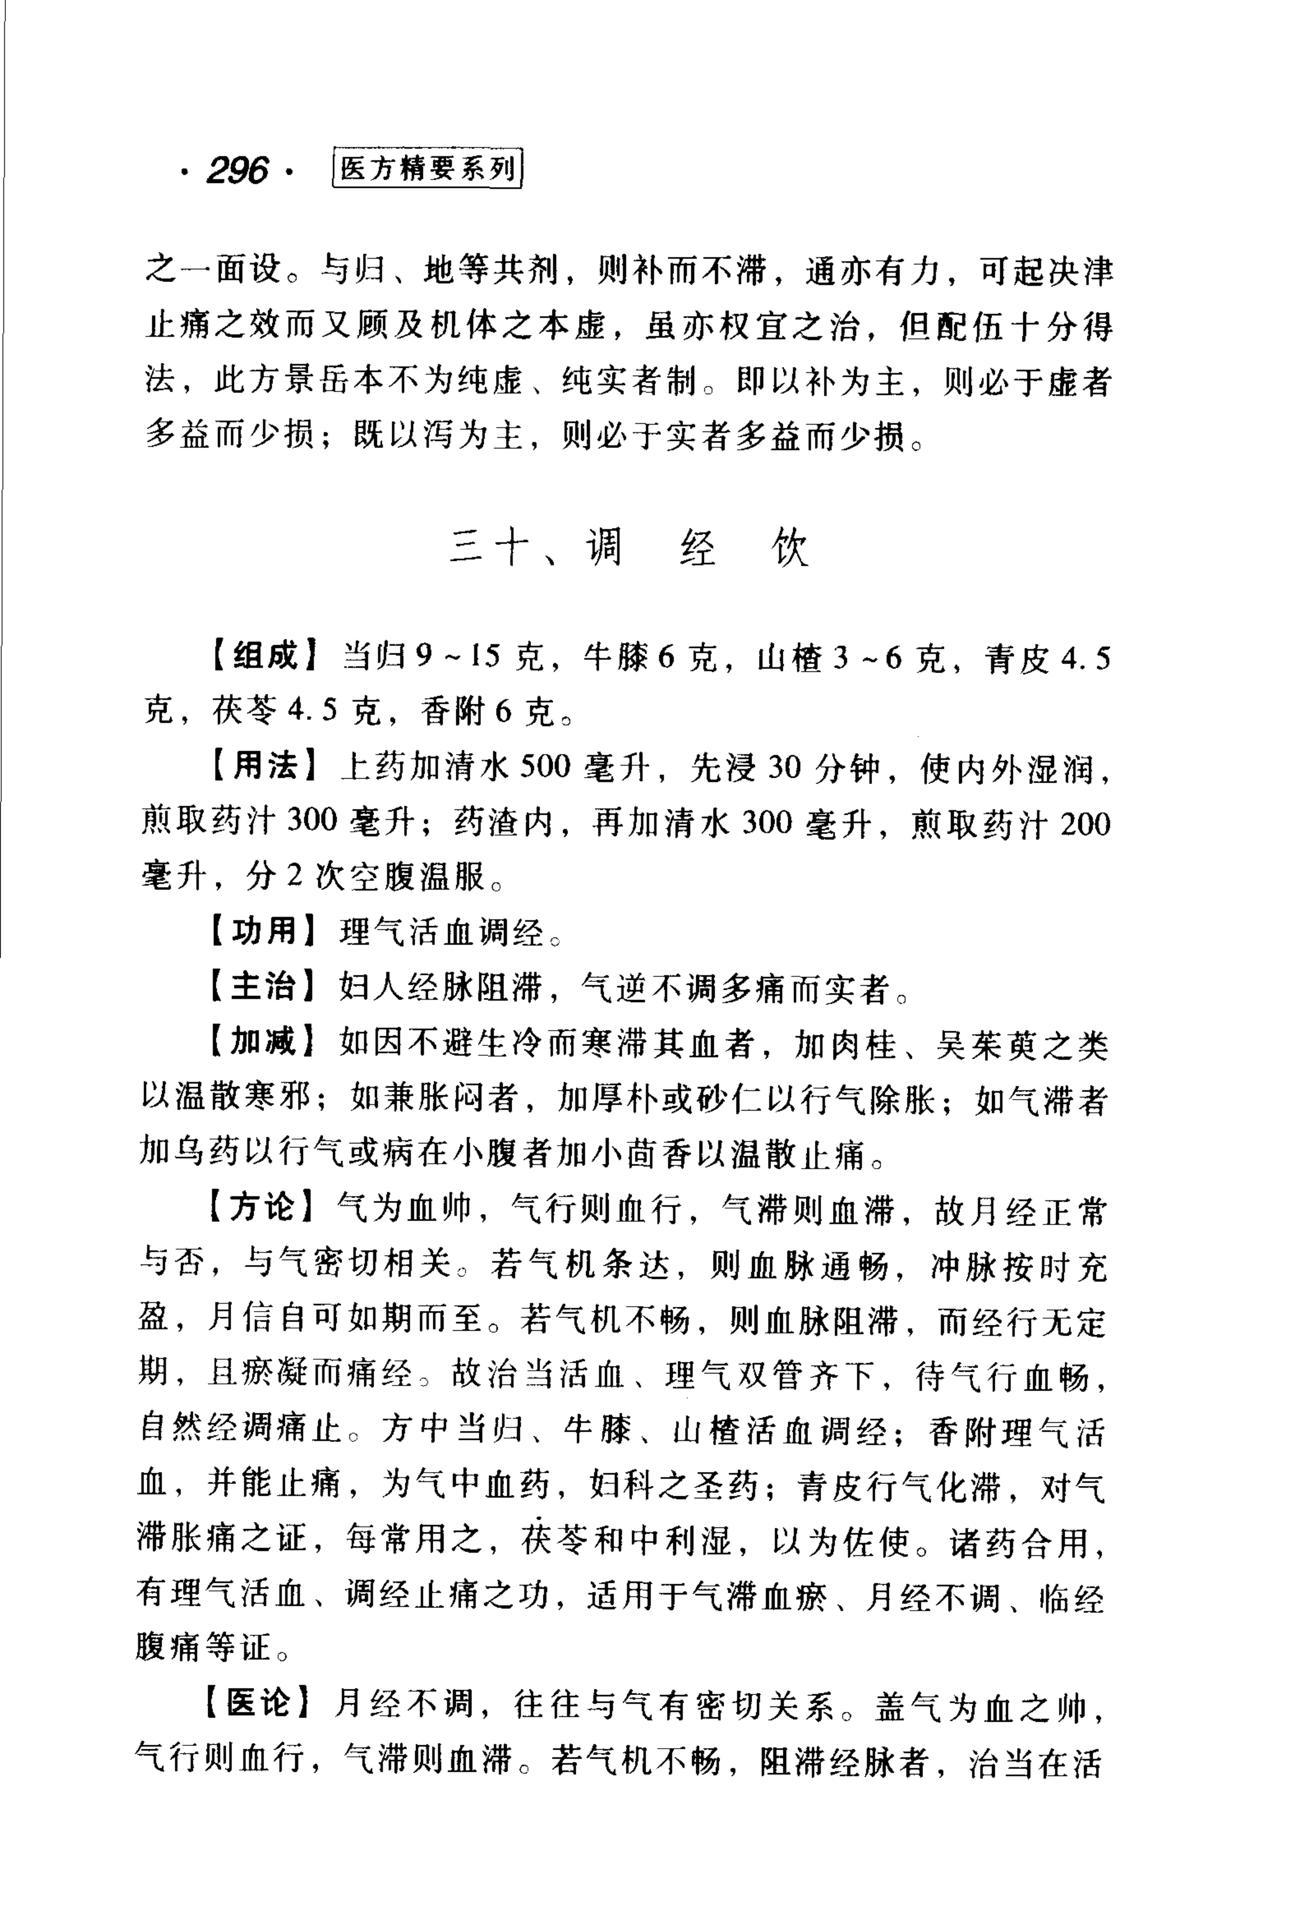 ·296· 医方精要系列
之一面设。与归、地等共剂，则补而不滞，通亦有力，可起决津
止痛之效而又顾及机体之本虚，虽亦权宜之治，但配伍十分得
法，此方景岳本不为纯虚、纯实者制。即以补为主，则必于虚者
多益而少损；既以泻为主，则必于实者多益而少损。
三十、调 经 饮
【组成】当归9~15克，牛膝6克，山楂3~6克，青皮4.5
克，茯苓4.5克，香附6克。
【用法】上药加清水500毫升，先浸30分钟，使内外湿润，
煎取药汁300毫升；药渣内，再加清水300毫升，煎取药汁200
毫升，分2次空腹温服。
【功用】理气活血调经。
【主治】妇人经脉阻滞，气逆不调多痛而实者。
【加减】如因不避生冷而寒滞其血者，加肉桂、吴茱萸之类
以温散寒邪；如兼胀闷者，加厚朴或砂仁以行气除胀；如气滞者
加乌药以行气或病在小腹者加小茴香以温散止痛。
【方论】气为血帅，气行则血行，气滞则血滞，故月经正常
与否，与气密切相关。若气机条达，则血脉通畅，冲脉按时充
盈，月信自可如期而至。若气机不畅，则血脉阻滞，而经行无定
期，且瘀凝而痛经。故治当活血、理气双管齐下，待气行血畅，
自然经调痛止。方中当归、牛膝、山楂活血调经；香附理气活
血，并能止痛，为气中血药，妇科之圣药；青皮行气化滞，对气
滞胀痛之证，每常用之，茯苓和中利湿，以为佐使。诸药合用，
有理气活血、调经止痛之功，适用于气滞血瘀、月经不调、临经
腹痛等证。
【医论】月经不调，往往与气有密切关系。盖气为血之帅，
气行则血行，气滞则血滞。若气机不畅，阻滞经脉者，治当在活